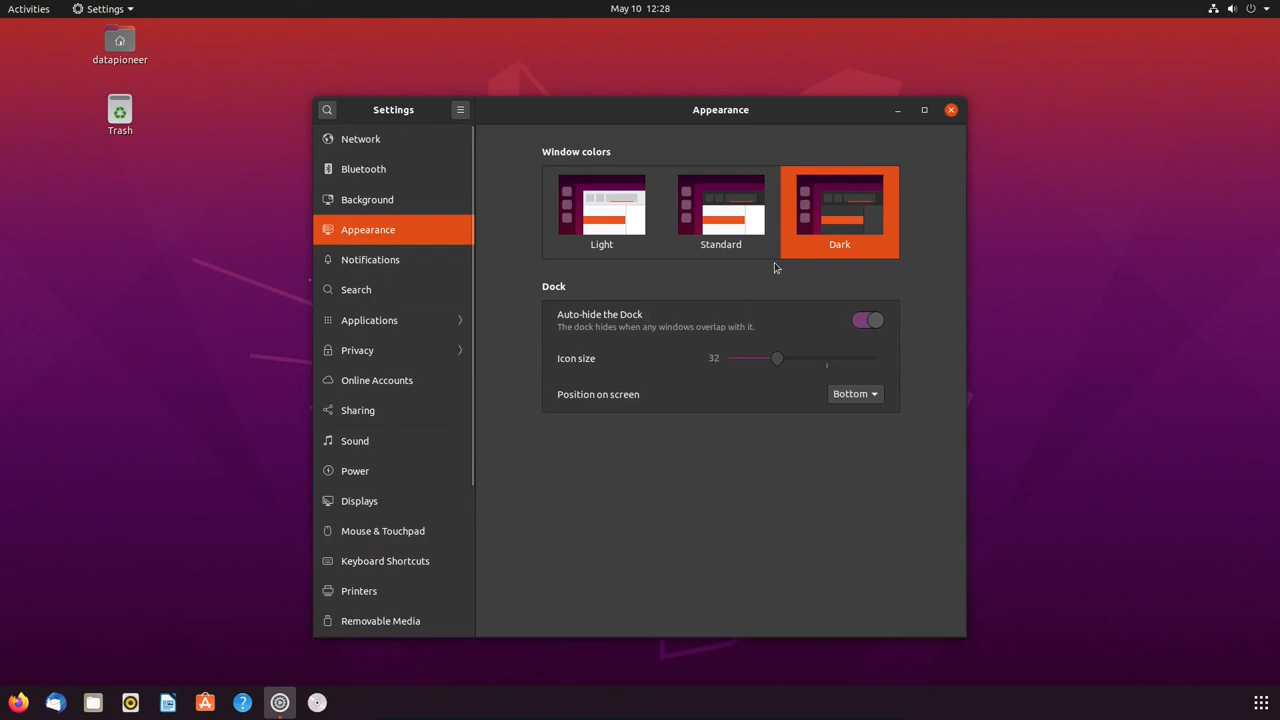 Activities
Settings
May 10 12:28
datapioneer
Trash
Settings
Appearance
Network
Bluetooth
Background
Appearance
Notifications
Search
Applications
Privacy
Online Accounts
Sharing
Sound
Power
Displays
Mouse & Touchpad
Keyboard Shortcuts
Printers
Removable Media
Window colors
Light
Standard
Dark
Dock
Auto-hide the Dock
The dock hides when any windows overlap with it.
Icon size
32
Position on screen
Bottom